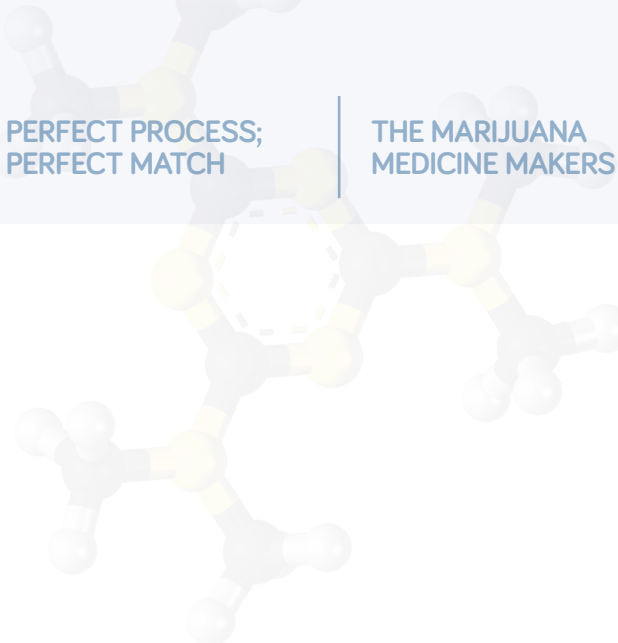 PERFECT PROCESS;
PERFECT MATCH
THE MARIJUANA
MEDICINE MAKERS